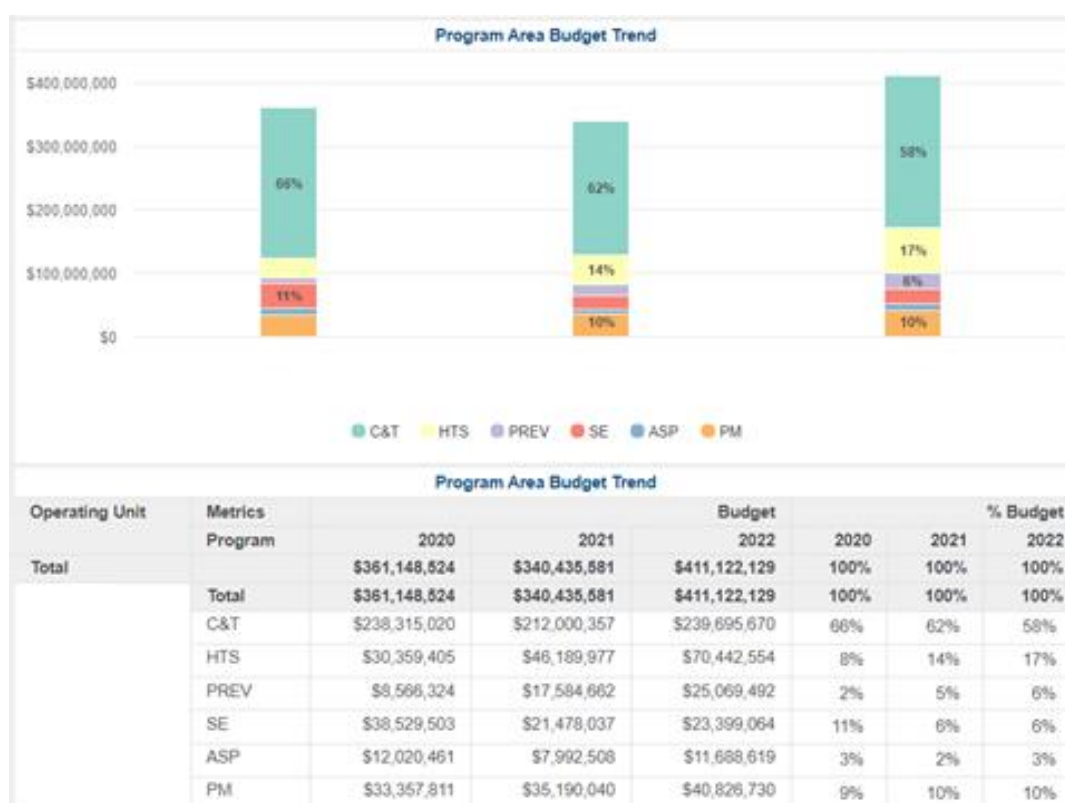 Program Area Budget Trend
$400,000,000
$300,000,000
$200,000,000
$100,000,000
$0
66%
11%
62%
14%
10%
58%
17%
6%
10%
C&T HTS PREV SE ASP PM
Program Area Budget Trend
Operating Unit Metrics Budget % Budget
Program 2020 2021 2022 2020 2021 2022
Total $361,148,524 $340,435,581 $411,122,129 100% 100% 100%
Total $361,148,524 $340,435,581 $411,122,129 100% 100% 100%
C&T $238,315,020 $212,000,357 $239,695,670 66% 62% 58%
HTS $30,359,405 $46,189,977 $70,442,554 8% 14% 17%
PREV $8,566,324 $17,584,662 $25,069,492 2% 5% 6%
SE $38,529,503 $21,478,037 $23,399,064 11% 6% 6%
ASP $12,020,461 $7,992,508 $11,688,619 3% 2% 3%
PM $33,357,811 $35,190,040 $40,826,730 9% 10% 10%